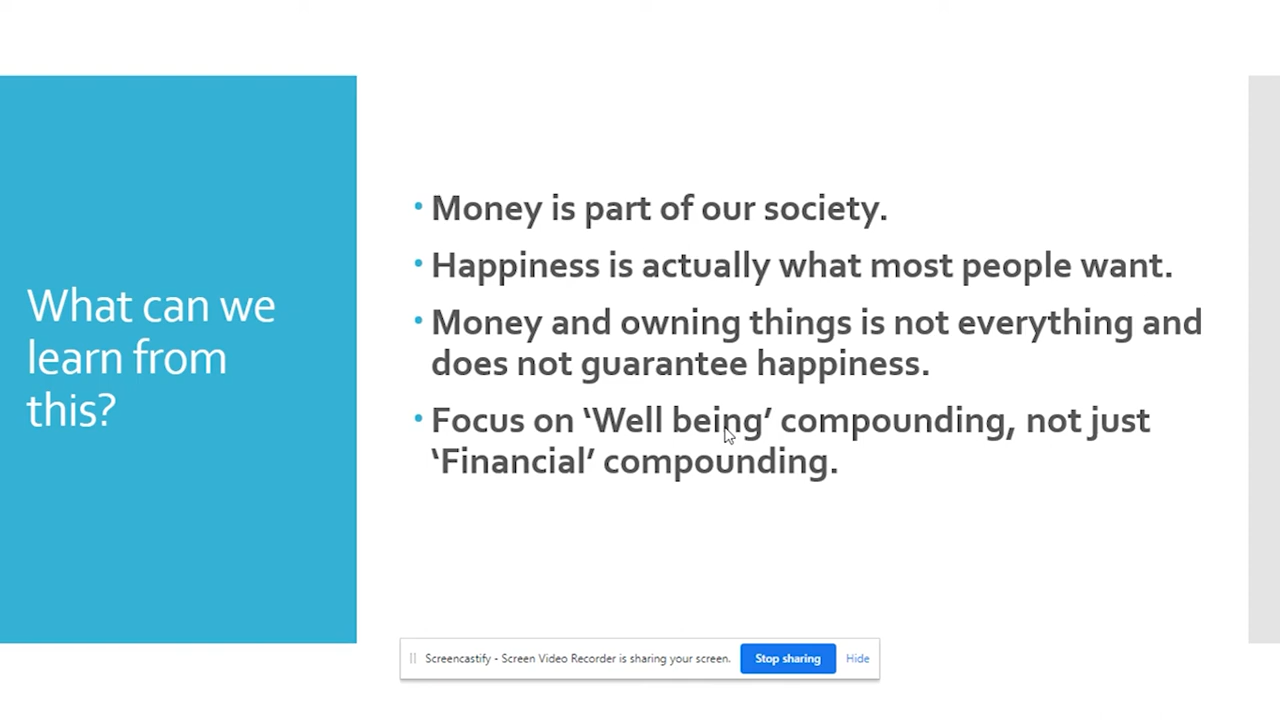 What can we
learn from
this?
• Money is part of our society.
• Happiness is actually what most people want.
• Money and owning things is not everything and
does not guarantee happiness.
• Focus on ‘Well being’ compounding, not just
‘Financial’ compounding.
Screencastify - Screen Video Recorder is sharing your screen. Stop sharing Hide